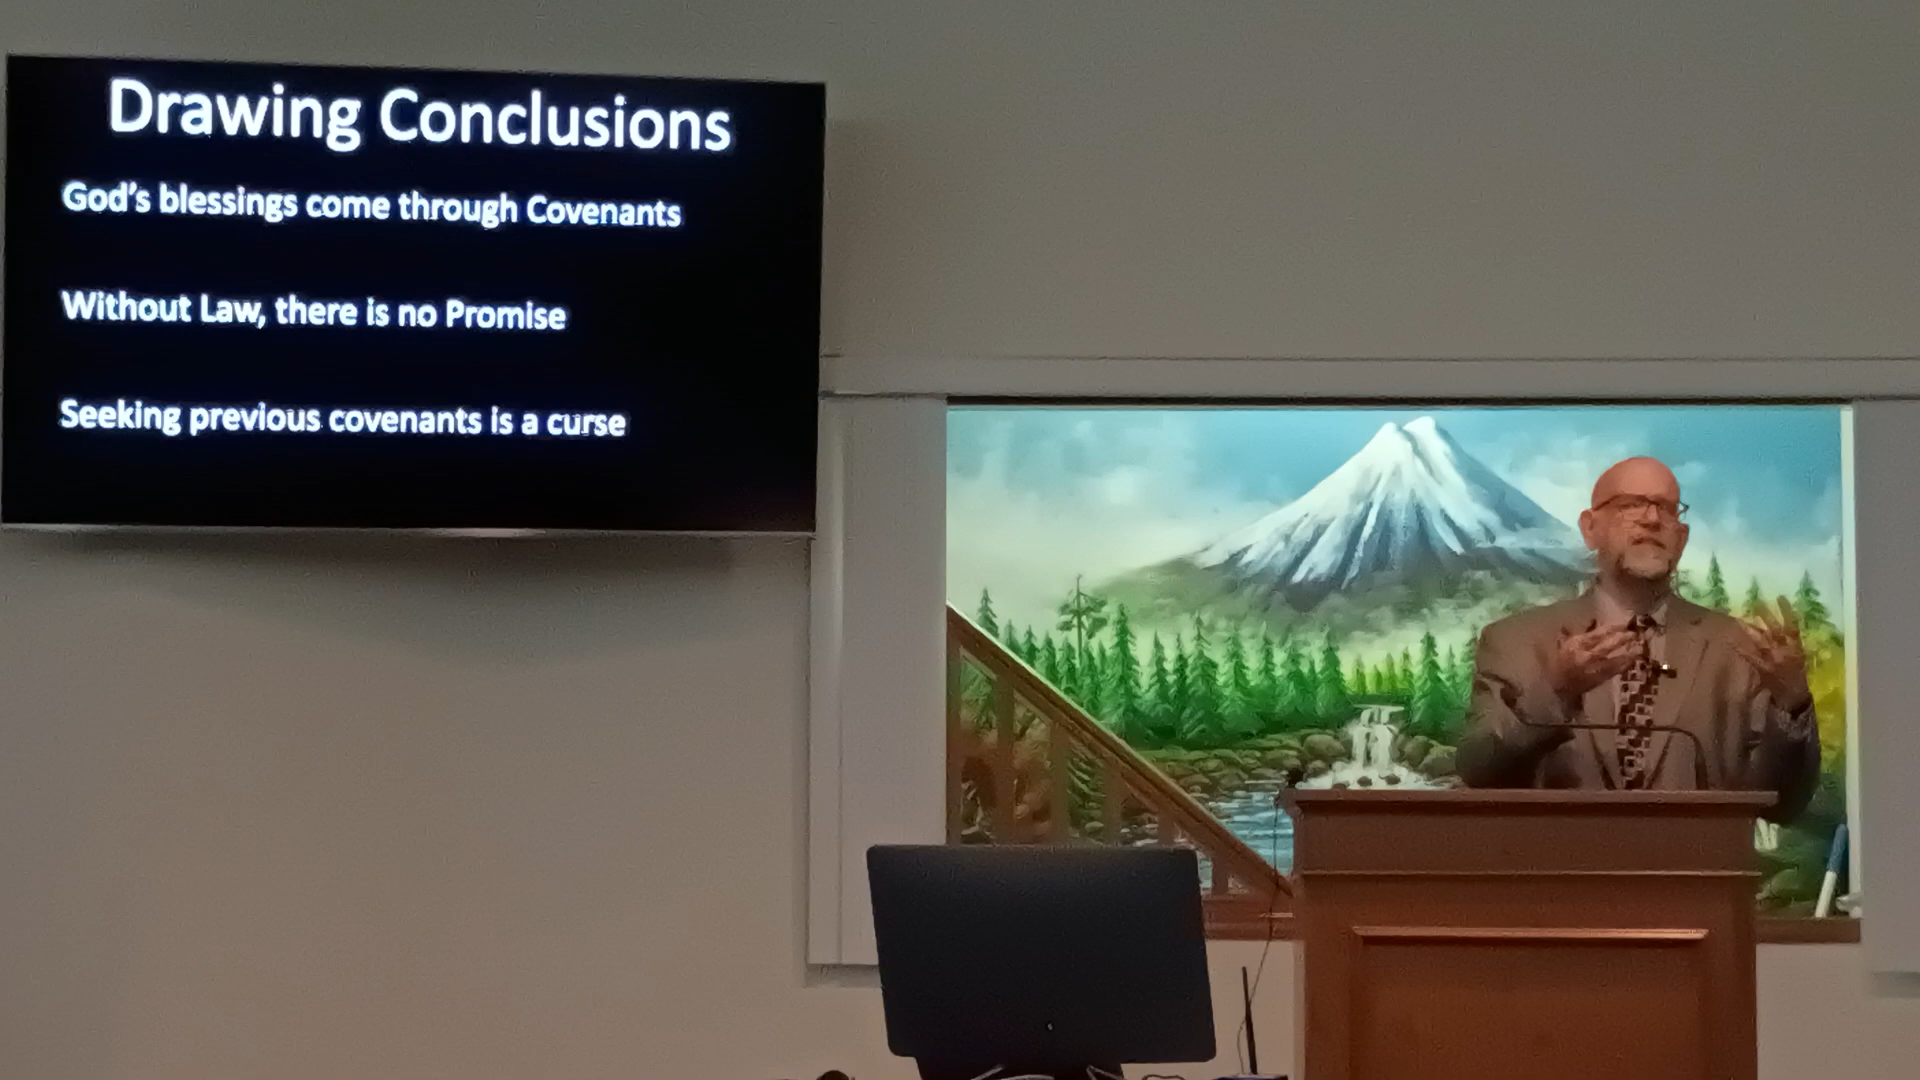 Drawing Conclusions
God's blessings come through Covenants
Without Law, there is no Promise
Seeking previous covenants is a curse